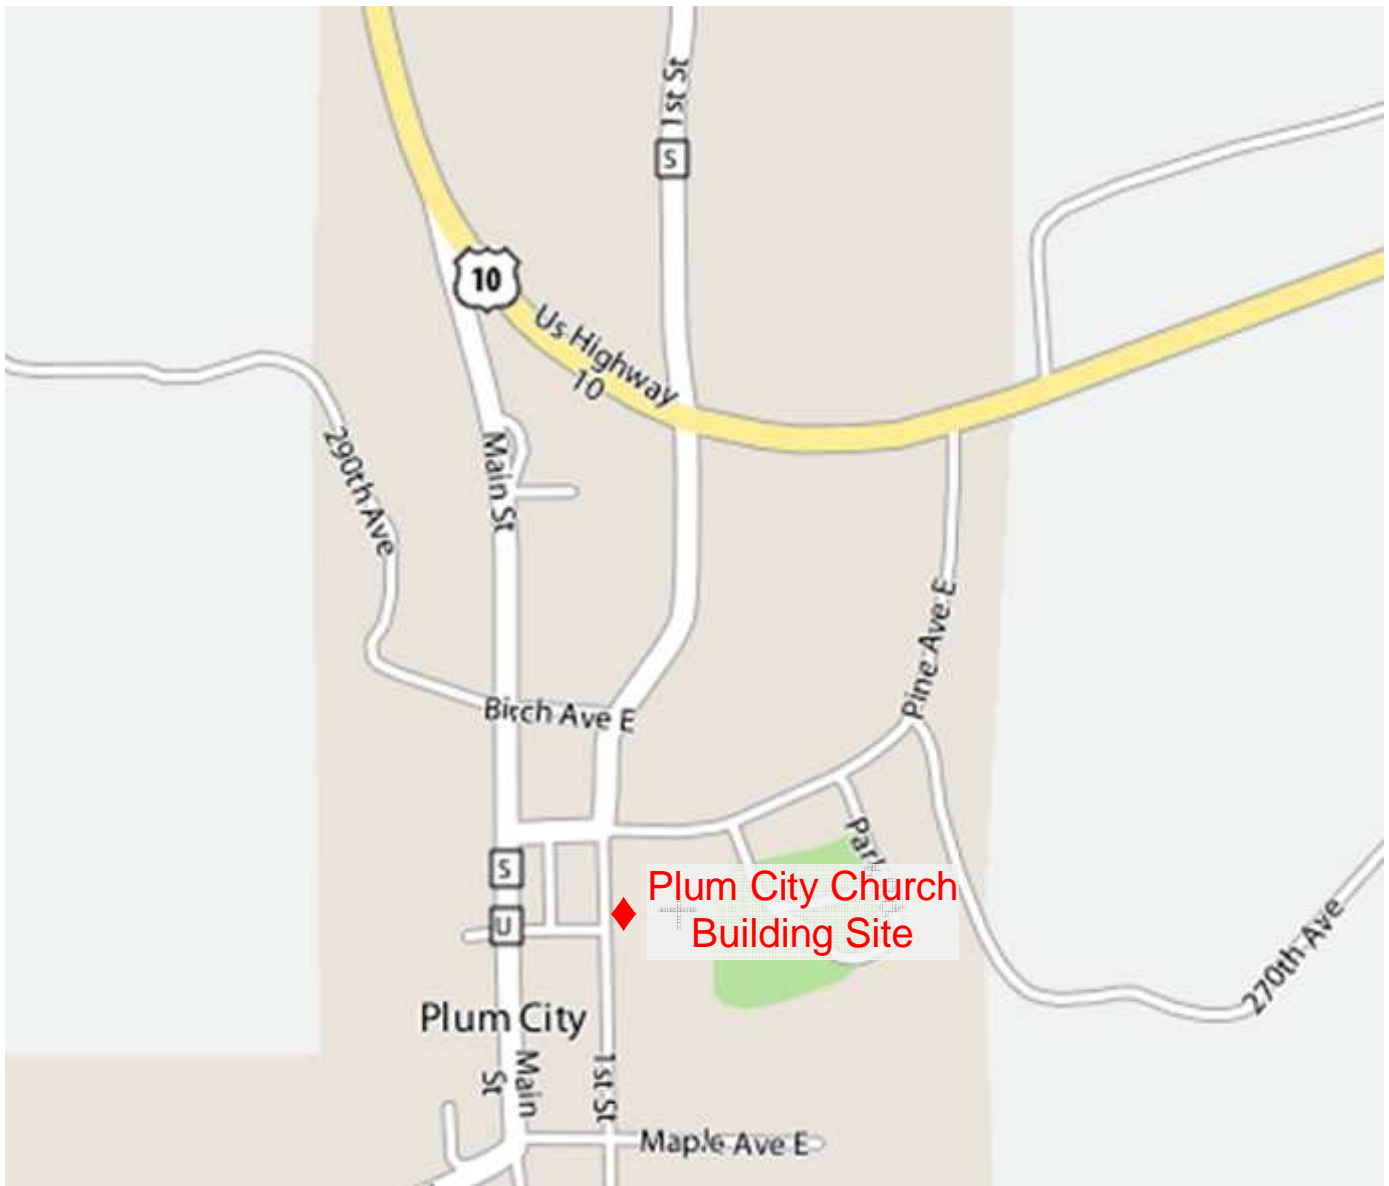 1st St
S
10
Us Highway
10
Main St
290th Ave
Pine Ave E
Birch Ave E
Park
S
U
Plum City Church
Building Site
270th Ave
Plum City
Main
St
1st St
Maple Ave E